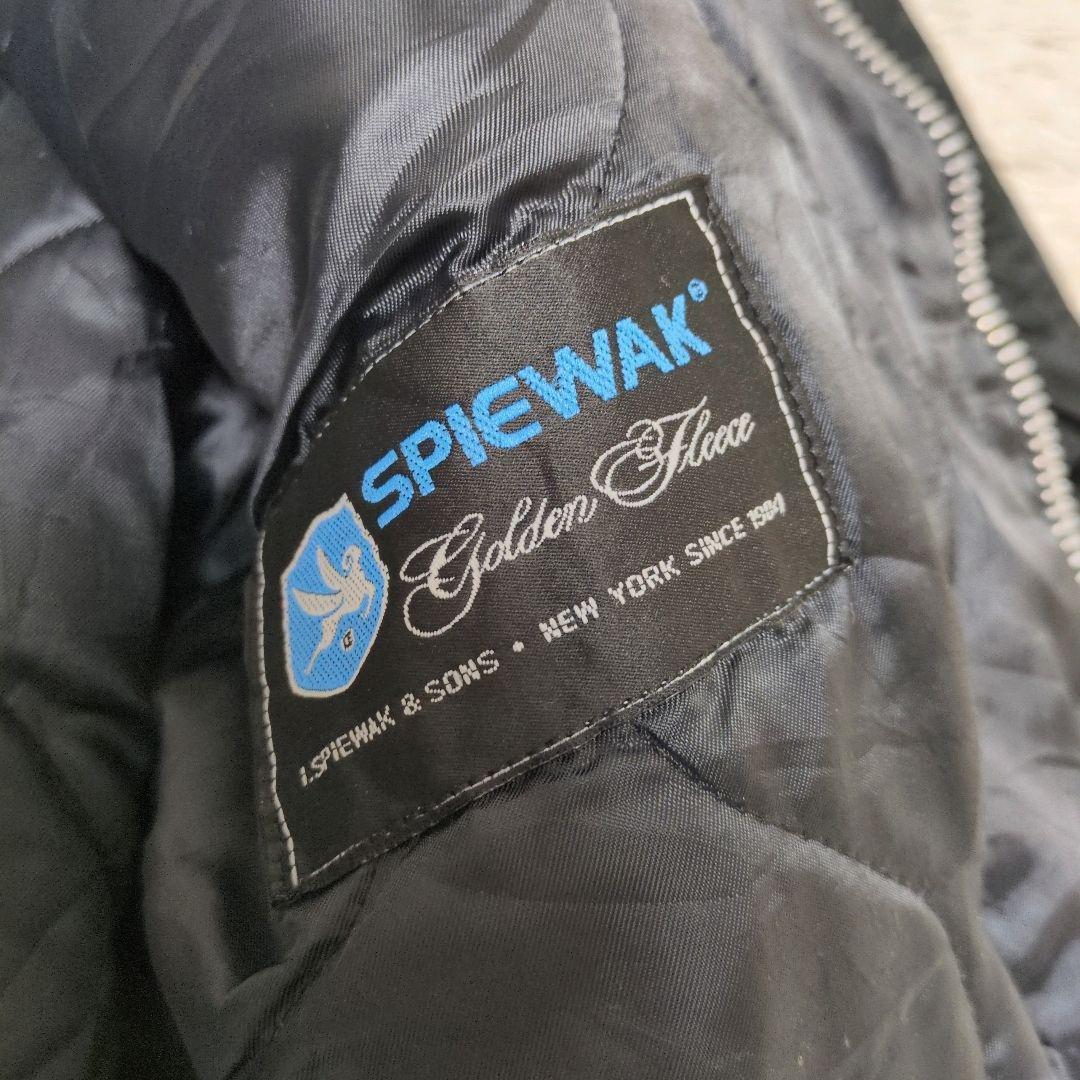 SPIEWAK®
Golden Fleece
I.SPIEWAK & SONS • NEW YORK SINCE 1904